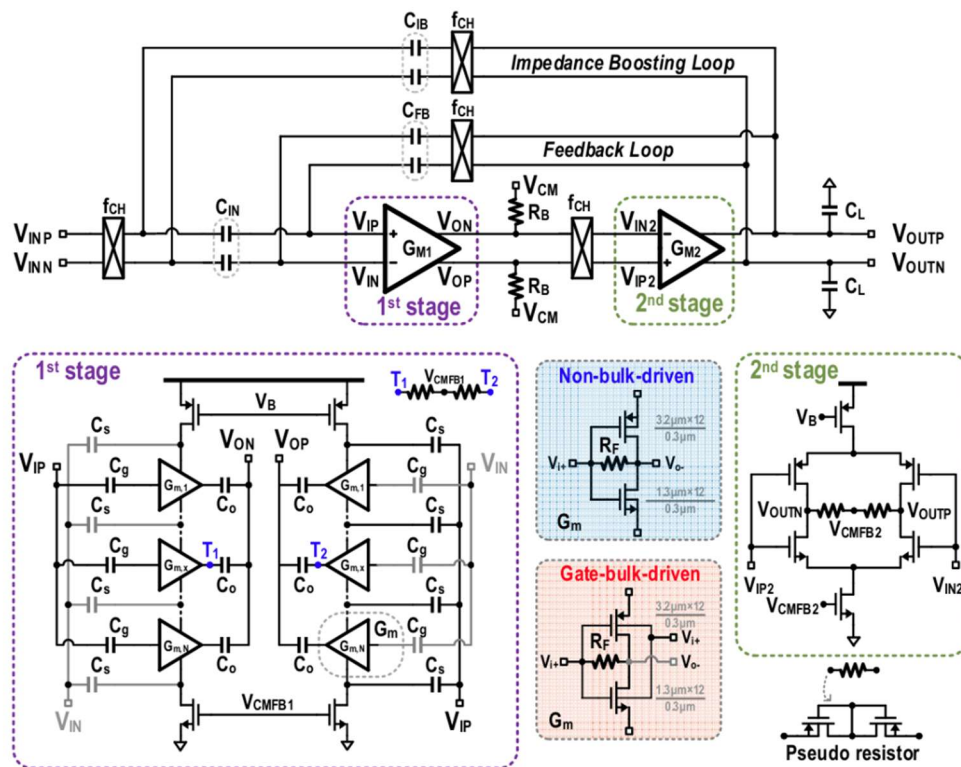 C_IB f_CH
Impedance Boosting Loop
C_FB f_CH
Feedback Loop
V_CM
f_CH C_IN R_B f_CH
V_INP V_IP + V_ON V_IN2 − C_L V_OUTP
G_M1 G_M2
V_INN V_IN − V_OP V_IP2 + V_OUTN
1st stage R_B 2nd stage C_L
V_CM
1st stage
T1 V_CMFB1 T2
V_B
C_s V_ON V_OP C_s
V_IP V_IN
C_g G_m,1 G_m,1 C_g
C_s C_o C_o C_s
T1 T2
C_g G_m,x G_m,x C_g
C_s C_o C_o C_s
G_m
C_g G_m,N G_m,N C_g
C_s C_o C_o C_s
V_IN V_CMFB1 V_IP
Non-bulk-driven
3.2μm×12
0.3μm
R_F
V_i+ V_o-
1.3μm×12
0.3μm
G_m
Gate-bulk-driven
3.2μm×12
0.3μm
V_i+
R_F
V_i+ V_o-
1.3μm×12
0.3μm
G_m
2nd stage
V_B
V_OUTN V_OUTP
V_CMFB2
V_IP2 V_IN2
V_CMFB2
Pseudo resistor